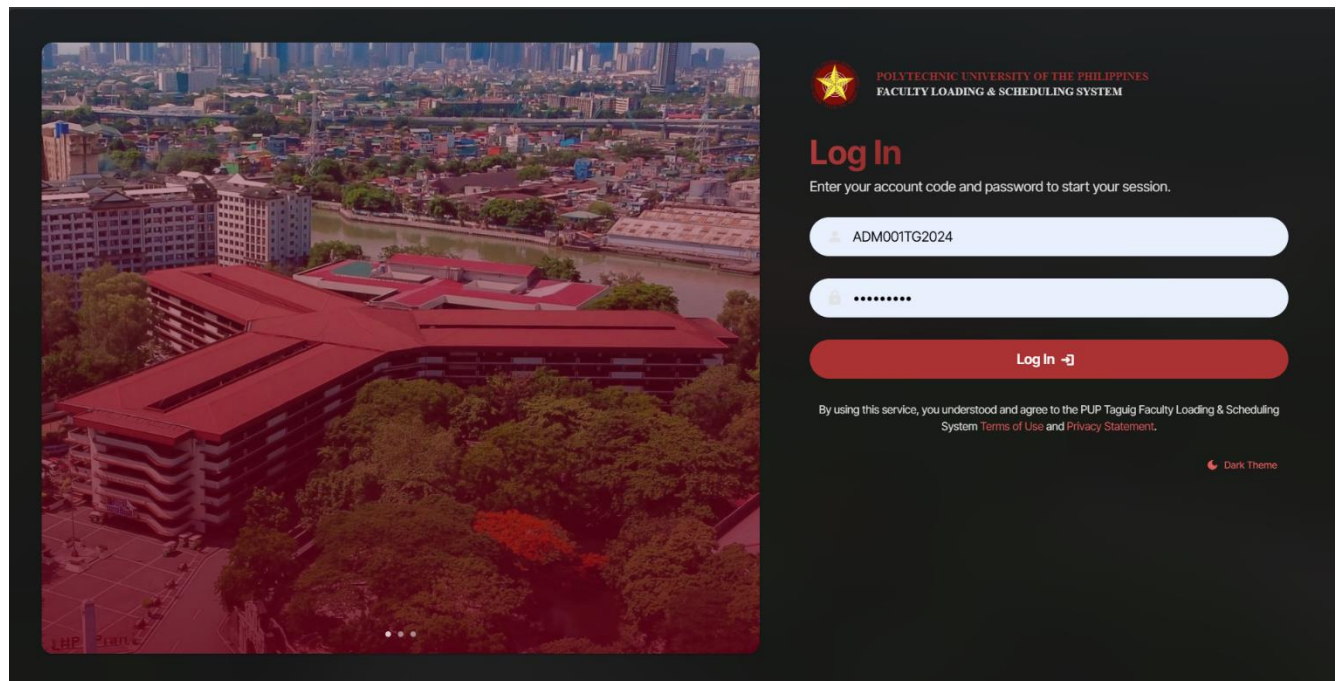 POLYTECHNIC UNIVERSITY OF THE PHILIPPINES
FACULTY LOADING & SCHEDULING SYSTEM
Log In
Enter your account code and password to start your session.
ADM001TG2024
•••••••••
Log In
By using this service, you understood and agree to the PUP Taguig Faculty Loading & Scheduling
System Terms of Use and Privacy Statement.
Dark Theme